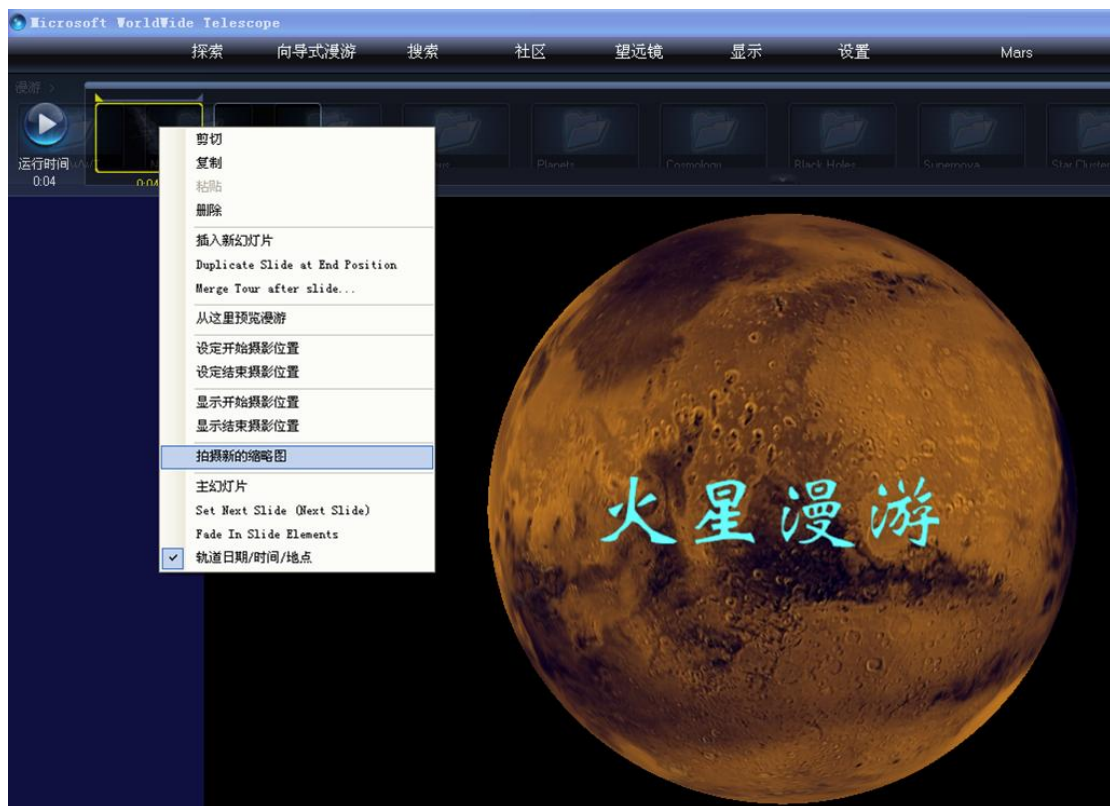 Microsoft WorldWide Telescope
探索 向导式漫游 搜索 社区 望远镜 显示 设置 Mars
漫游 >
运行时间
0:04
0:04
Planets
Cosmology
Black Holes
Supernova
Star Cluster
剪切
复制
粘贴
删除
插入新幻灯片
Duplicate Slide at End Position
Merge Tour after slide...
从这里预览漫游
设定开始摄影位置
设定结束摄影位置
显示开始摄影位置
显示结束摄影位置
拍摄新的缩略图
主幻灯片
Set Next Slide (Next Slide)
Fade In Slide Elements
轨道日期/时间/地点
火星漫游